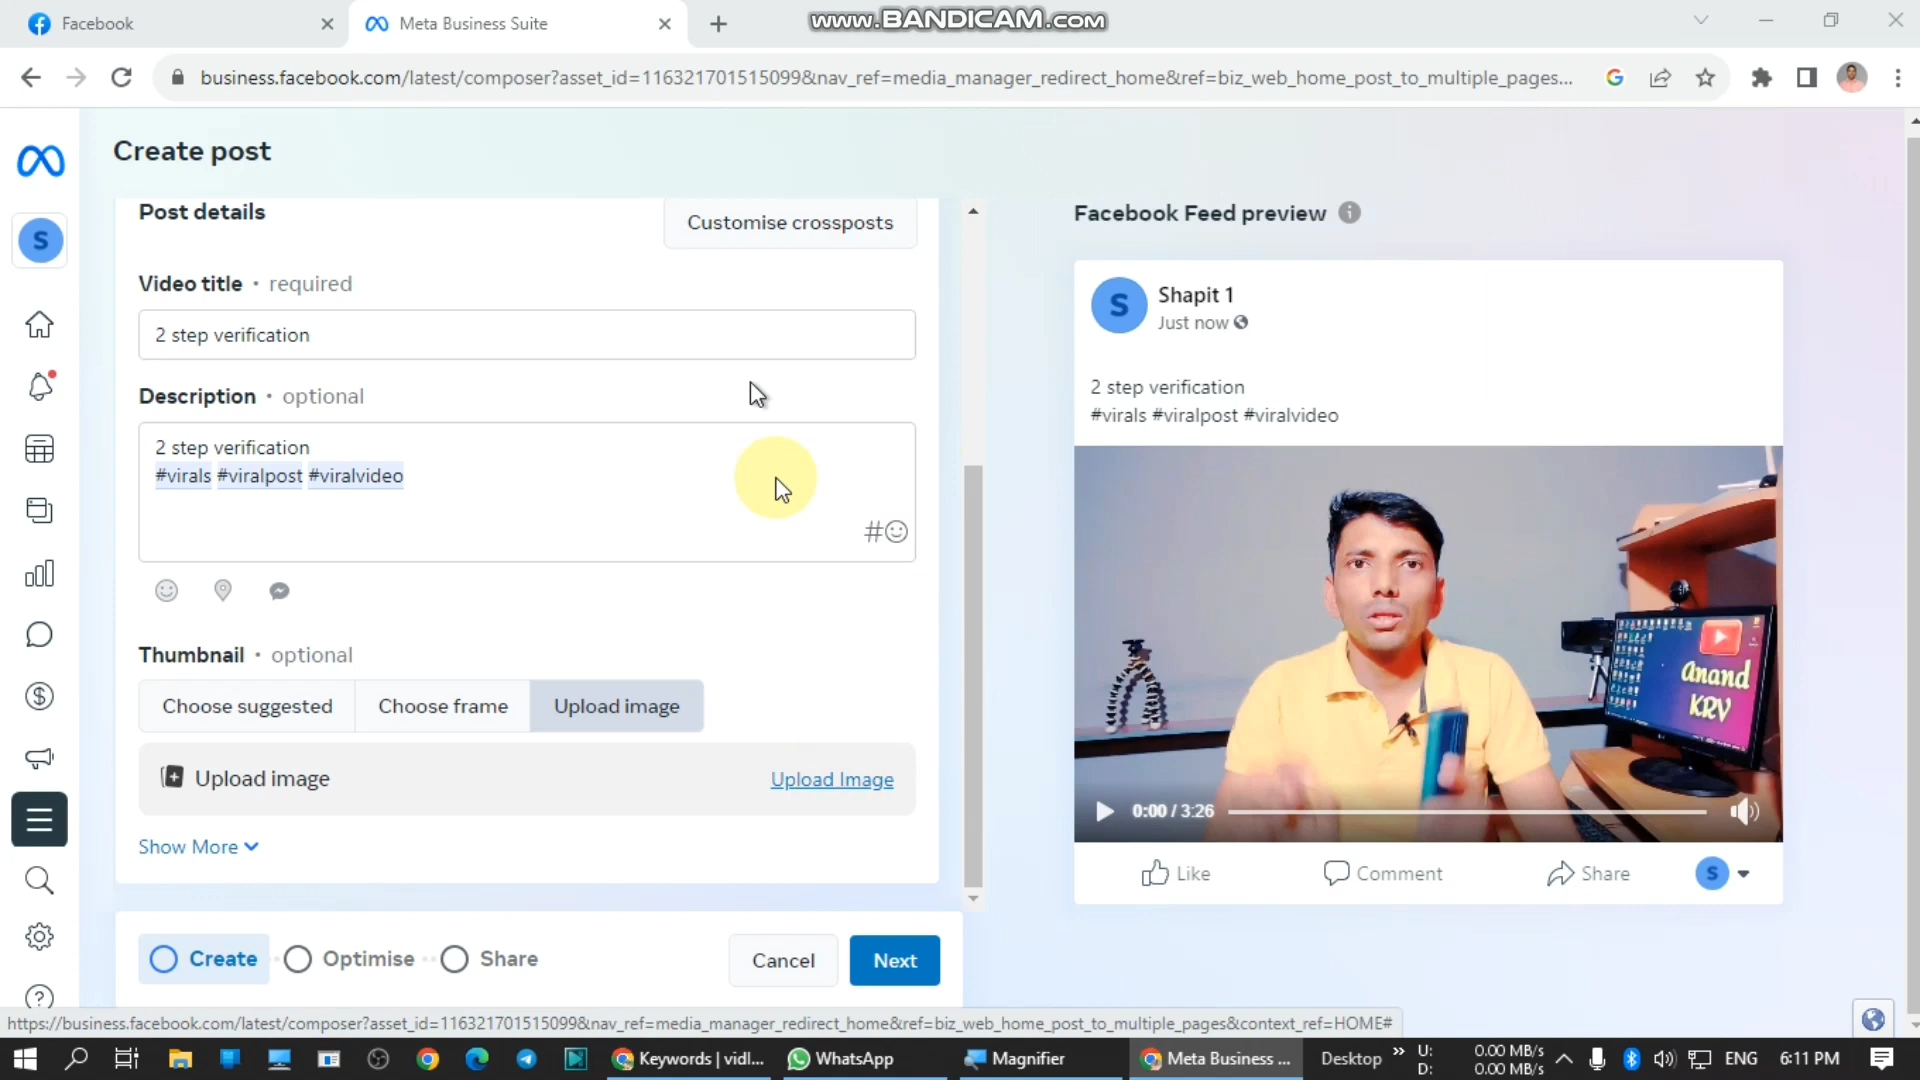 Facebook
Meta Business Suite
www.BANDICAM.com
business.facebook.com/latest/composer?asset_id=116321701515099&nav_ref=media_manager_redirect_home&ref=biz_web_home_post_to_multiple_pages...
Create post
S
Post details
Customise crossposts
Video title · required
2 step verification
Description · optional
2 step verification
#virals #viralpost #viralvideo
#
Thumbnail · optional
Choose suggested
Choose frame
Upload image
Upload image
Upload Image
Show More
Create
Optimise
Share
Cancel
Next
Facebook Feed preview
S
Shapit 1
Just now
2 step verification
#virals #viralpost #viralvideo
Anand
KRV
0:00 / 3:26
Like
Comment
Share
S
https://business.facebook.com/latest/composer?asset_id=116321701515099&nav_ref=media_manager_redirect_home&ref=biz_web_home_post_to_multiple_pages&context_ref=HOME#
Keywords | vidl...
WhatsApp
Magnifier
Meta Business ...
Desktop
U: 0.00 MB/s
D: 0.00 MB/s
ENG
6:11 PM